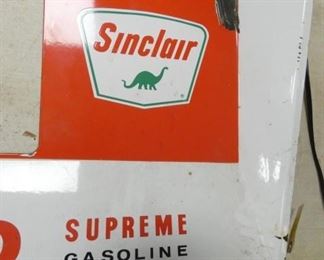 Sinclair
®
SUPREME
GASOLINE